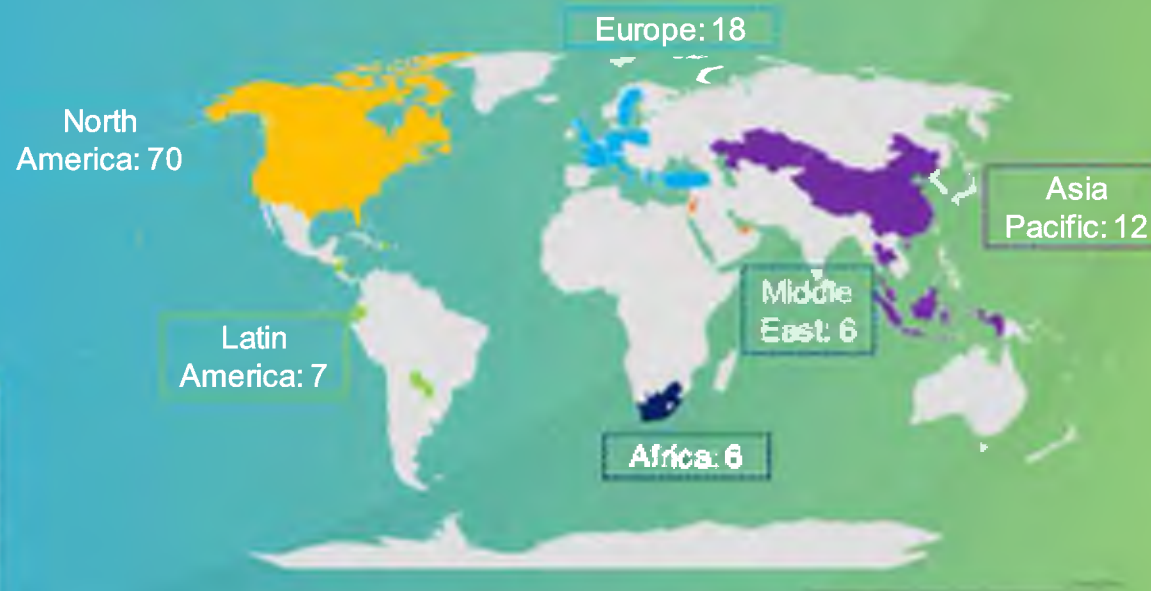 Europe: 18
North
America: 70
Asia
Pacific: 12
Middle
East: 6
Latin
America: 7
Africa: 6